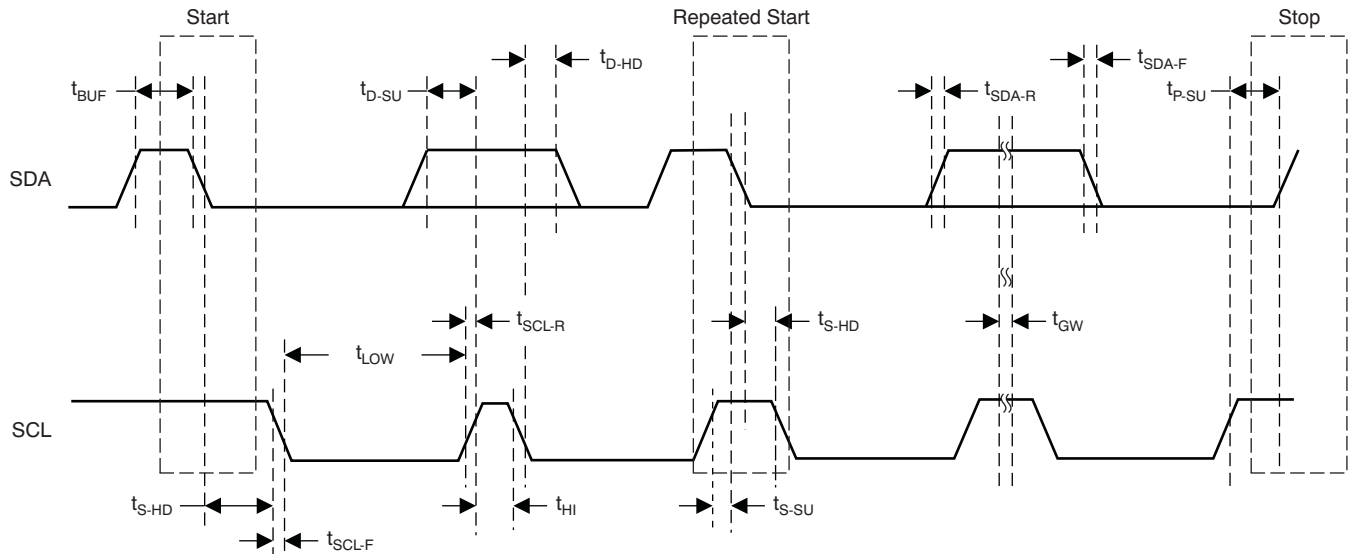 Start Repeated Start Stop
tBUF tD-SU tD-HD tSDA-R tSDA-F tP-SU
SDA
tSCL-R tS-HD tGW
tLOW
SCL
tS-HD tHI tS-SU
tSCL-F